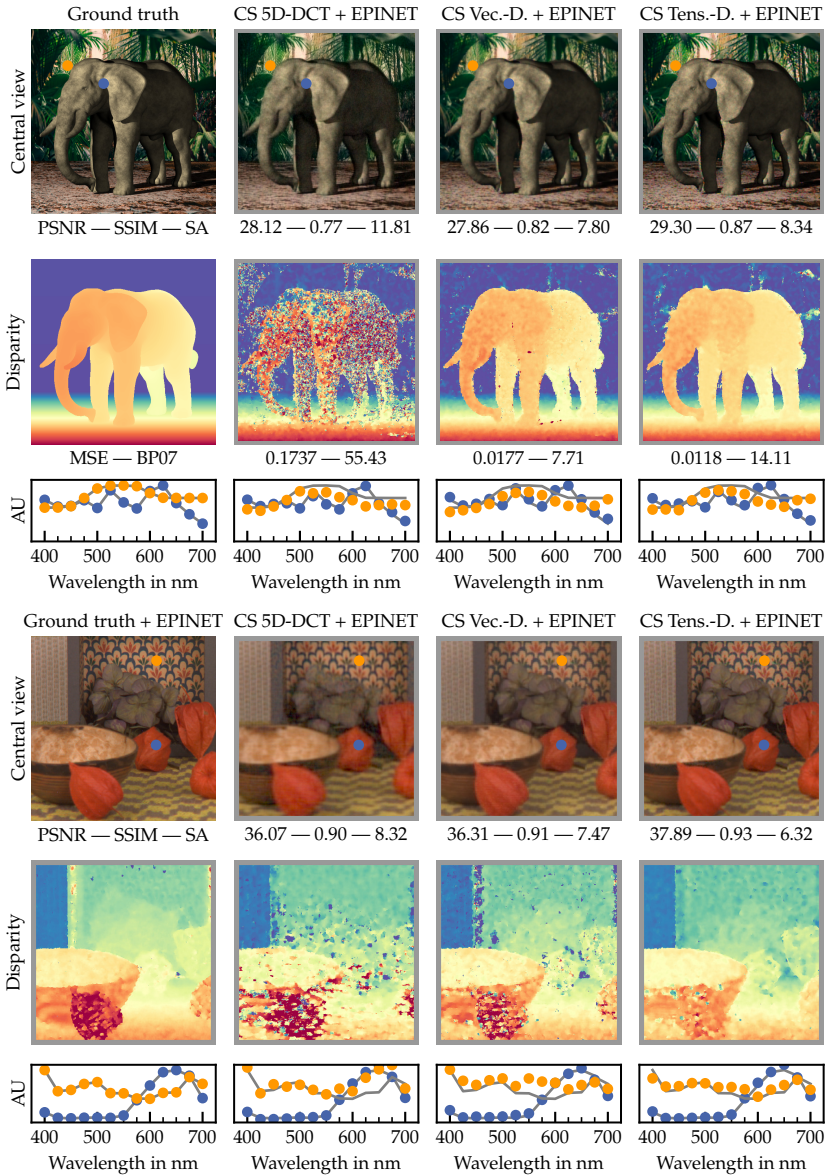 Ground truth
CS 5D-DCT + EPINET
CS Vec.-D. + EPINET
CS Tens.-D. + EPINET
Central view
PSNR — SSIM — SA
28.12 — 0.77 — 11.81
27.86 — 0.82 — 7.80
29.30 — 0.87 — 8.34
Disparity
MSE — BP07
0.1737 — 55.43
0.0177 — 7.71
0.0118 — 14.11
AU
400 500 600 700
400 500 600 700
400 500 600 700
400 500 600 700
Wavelength in nm
Wavelength in nm
Wavelength in nm
Wavelength in nm
Ground truth + EPINET
CS 5D-DCT + EPINET
CS Vec.-D. + EPINET
CS Tens.-D. + EPINET
Central view
PSNR — SSIM — SA
36.07 — 0.90 — 8.32
36.31 — 0.91 — 7.47
37.89 — 0.93 — 6.32
Disparity
AU
400 500 600 700
400 500 600 700
400 500 600 700
400 500 600 700
Wavelength in nm
Wavelength in nm
Wavelength in nm
Wavelength in nm